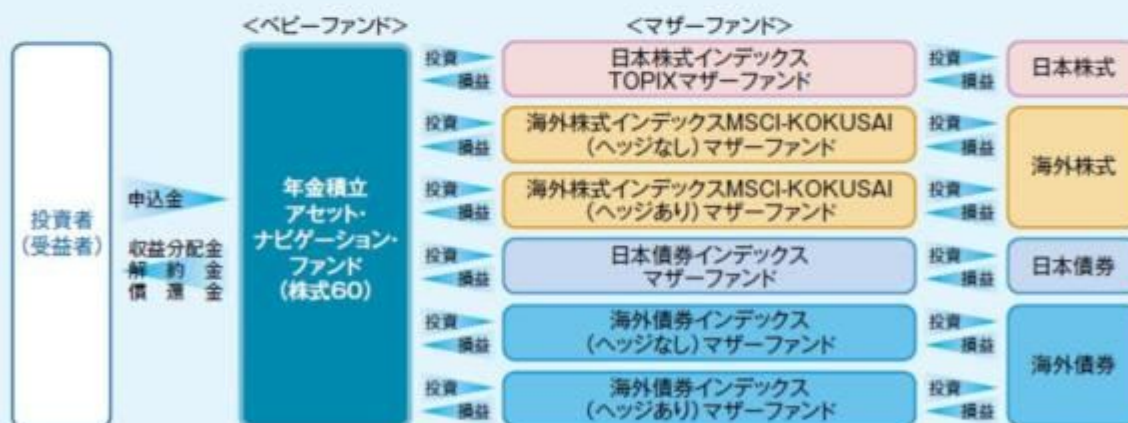 <ベビーファンド>
<マザーファンド>
投資者
(受益者)
申込金
収益分配金
解約金
償還金
年金積立
アセット・
ナビゲーション・
ファンド
(株式60)
投資
損益
日本株式インデックス
TOPIXマザーファンド
投資
損益
日本株式
投資
損益
海外株式インデックスMSCI-KOKUSAI
(ヘッジなし)マザーファンド
投資
損益
海外株式
投資
損益
海外株式インデックスMSCI-KOKUSAI
(ヘッジあり)マザーファンド
投資
損益
投資
損益
日本債券インデックス
マザーファンド
投資
損益
日本債券
投資
損益
海外債券インデックス
(ヘッジなし)マザーファンド
投資
損益
海外債券
投資
損益
海外債券インデックス
(ヘッジあり)マザーファンド
投資
損益